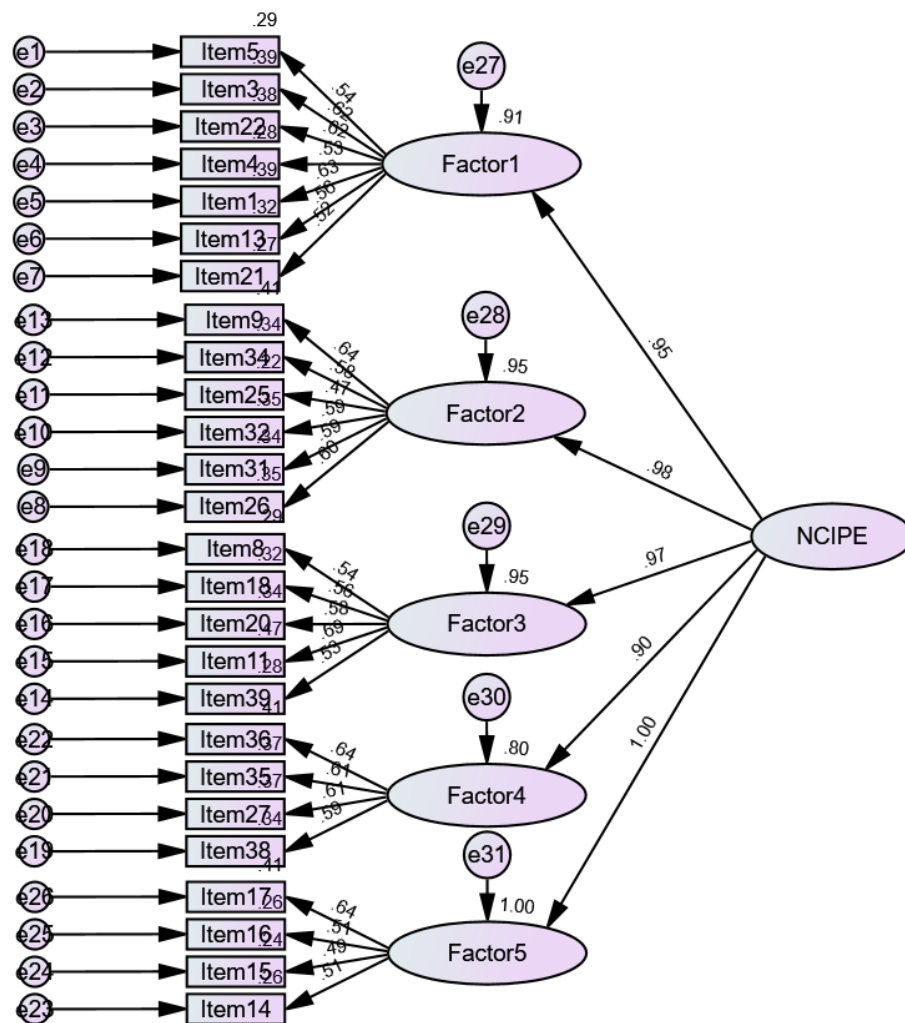 .29
e1 Item5 .39 .54
e2 Item3 .38 .62
e3 Item22 .28 .62
e4 Item4 .39 .53
e5 Item1 .32 .63
e6 Item13 .27 .56
e7 Item21 .52
e27
.91
Factor1
.41
e13 Item9 .34 .64
e12 Item34 .22 .58
e11 Item25 .35 .47
e10 Item32 .34 .59
e9 Item31 .35 .59
e8 Item26 .60
e28
.95
Factor2
.29
e18 Item8 .32 .54
e17 Item18 .34 .56
e16 Item20 .47 .58
e15 Item11 .28 .69
e14 Item39 .53
e29
.95
Factor3
.41
e22 Item36 .37 .64
e21 Item35 .37 .61
e20 Item27 .34 .61
e19 Item38 .59
e30
.80
Factor4
.41
e26 Item17 .26 .64
e25 Item16 .24 .51
e24 Item15 .26 .49
e23 Item14 .51
e31
1.00
Factor5
.95
.98
.97
.90
1.00
NCIPE